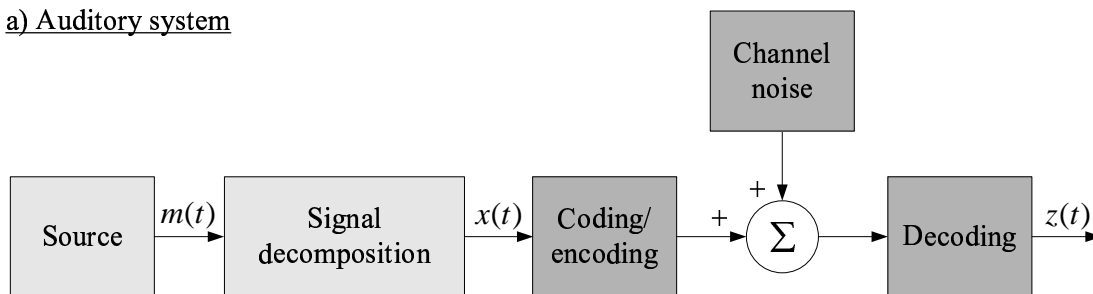 a) Auditory system
Channel
noise
Source
m(t)
Signal
decomposition
x(t)
Coding/
encoding
+
+
Σ
Decoding
z(t)